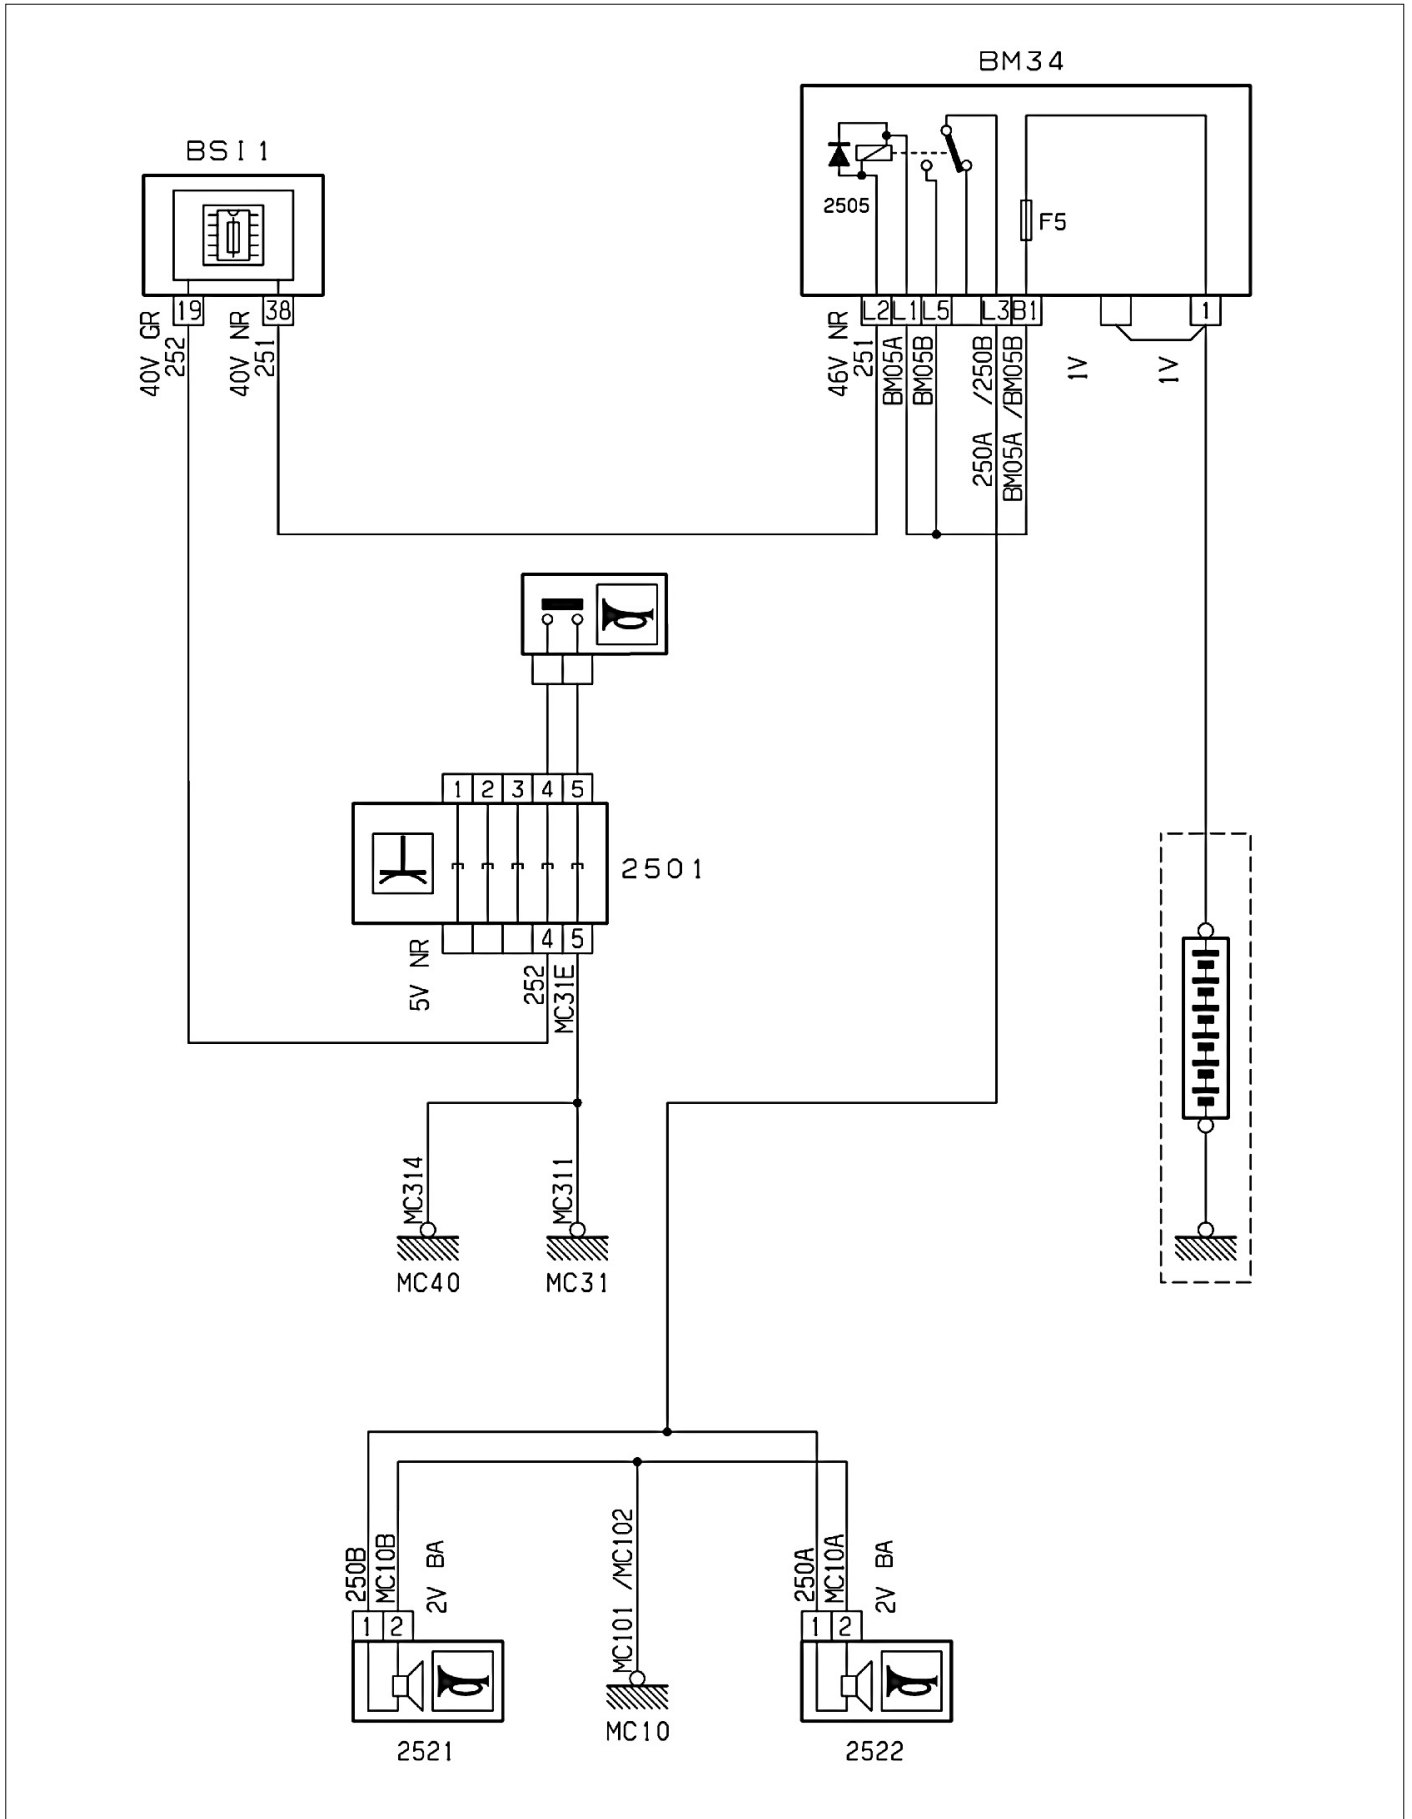 BM34
BSI1
2505
F5
19
38
L2
L1
L5
L3
B1
1
40V GR
252
40V NR
251
46V NR
251
BM05A
BM05B
250A /250B
BM05A /BM05B
1V
1V
1
2
3
4
5
2501
4
5
5V NR
252
MC31E
MC314
MC311
MC40
MC31
250B
MC10B
2V BA
MC101 /MC102
250A
MC10A
2V BA
1
2
1
2
MC10
2521
2522